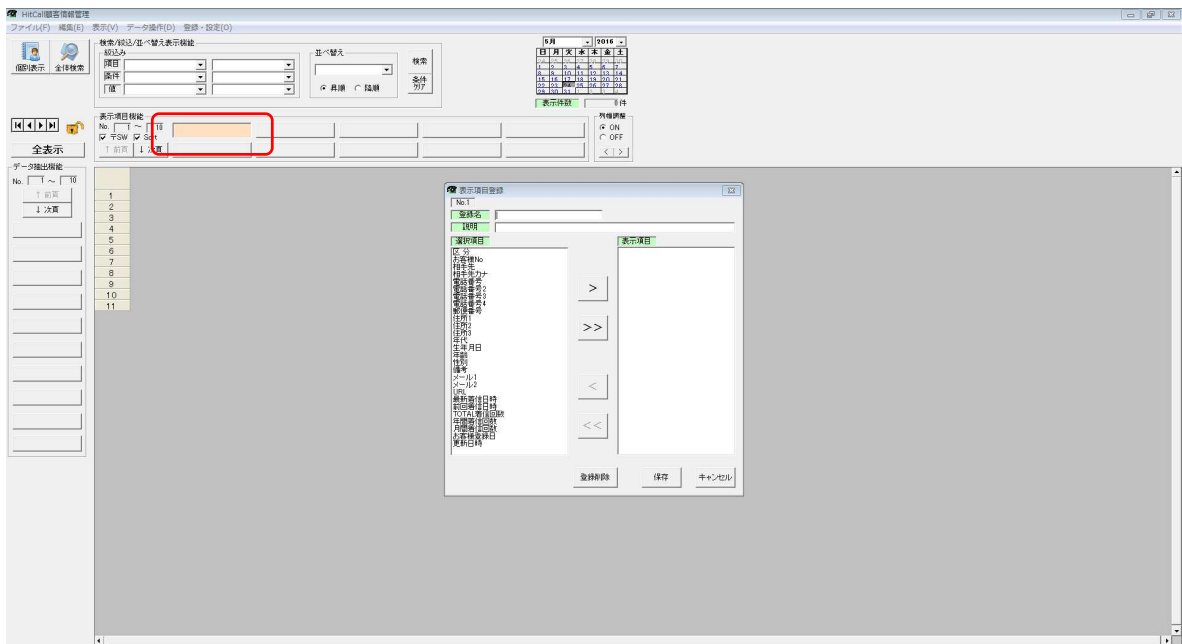 HitCall顧客情報管理
ファイル(F) 編集(E) 表示(V) データ操作(D) 登録・設定(O)
個別表示 全体検索
検索/絞込/並べ替え表示機能
絞込み
項目
条件
値
並べ替え
昇順 降順
検索
条件ｸﾘｱ
5月 2016
日 月 火 水 木 金 土
1 2 3 4 5 6 7
8 9 10 11 12 13 14
15 16 17 18 19 20 21
22 23 24 25 26 27 28
29 30 31
表示件数 0件
表示項目機能
No. 1 ～ 10
〒SW Sort
↑ 前頁 ↓ 次頁
列幅調整
ON
OFF
< >
全表示
データ抽出機能
No. 1 ～ 10
↑ 前頁
↓ 次頁
1
2
3
4
5
6
7
8
9
10
11
表示項目登録
No.1
登録名
説明
選択項目
表示項目
区 分
お客様No
相手先
相手先カナ
電話番号
電話番号2
電話番号3
電話番号4
郵便番号
住所1
住所2
住所3
年代
生年月日
年齢
性別
備考
メール1
メール2
URL
最新着信日時
前回着信日時
TOTAL着信回数
年間着信回数
月間着信回数
お客様登録日
更新日時
>
>>
<
<<
登録削除 保存 キャンセル